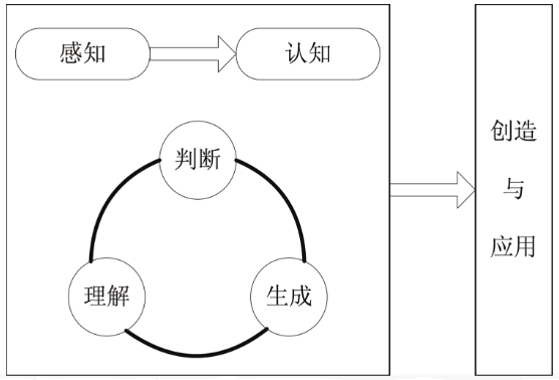 感知
认知
判断
理解
生成
创造
与
应用